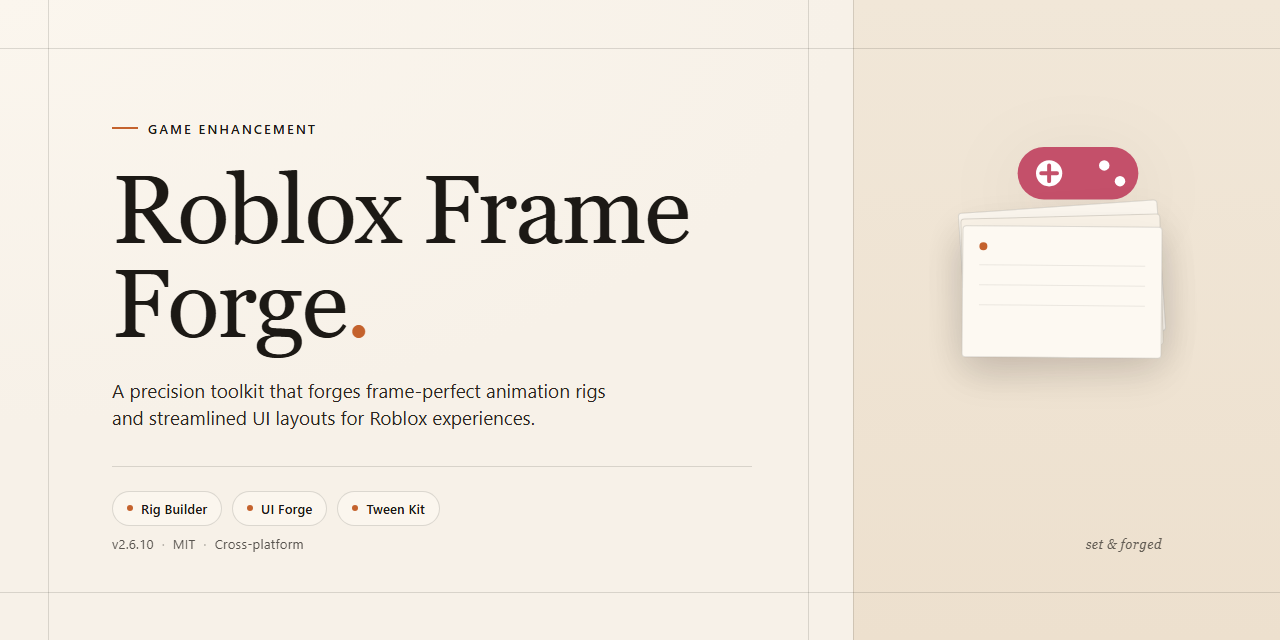 GAME ENHANCEMENT
Roblox Frame
Forge.
A precision toolkit that forges frame-perfect animation rigs
and streamlined UI layouts for Roblox experiences.
Rig Builder
UI Forge
Tween Kit
v2.6.10 · MIT · Cross-platform
set & forged